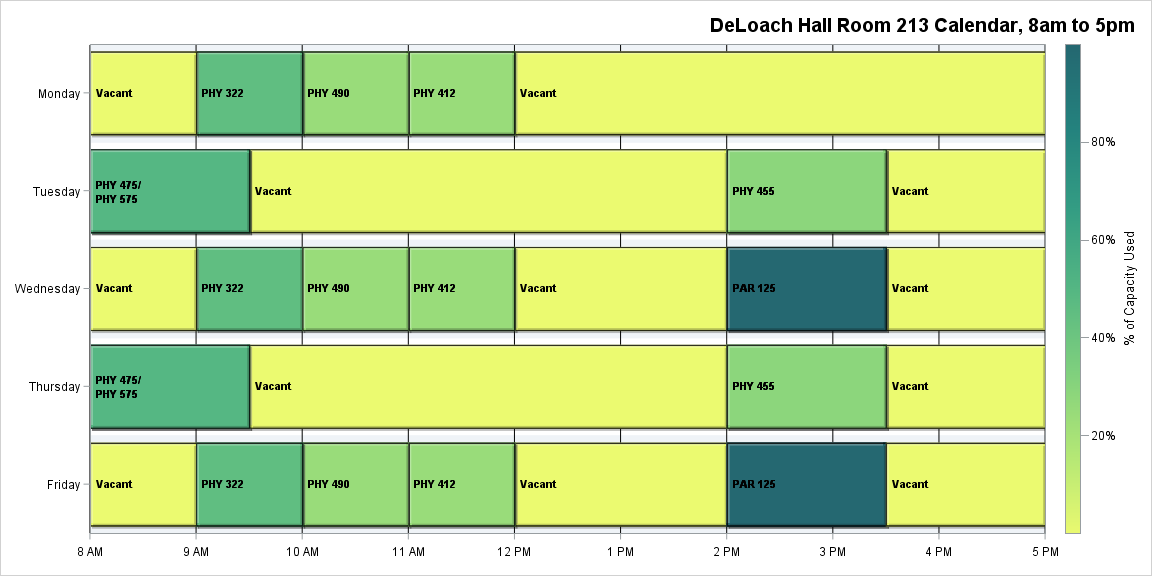 DeLoach Hall Room 213 Calendar, 8am to 5pm
Monday
Vacant
PHY 322
PHY 490
PHY 412
Vacant
Tuesday
PHY 475/
PHY 575
Vacant
PHY 455
Vacant
Wednesday
Vacant
PHY 322
PHY 490
PHY 412
Vacant
PAR 125
Vacant
Thursday
PHY 475/
PHY 575
Vacant
PHY 455
Vacant
Friday
Vacant
PHY 322
PHY 490
PHY 412
Vacant
PAR 125
Vacant
8 AM
9 AM
10 AM
11 AM
12 PM
1 PM
2 PM
3 PM
4 PM
5 PM
80%
60%
40%
20%
% of Capacity Used